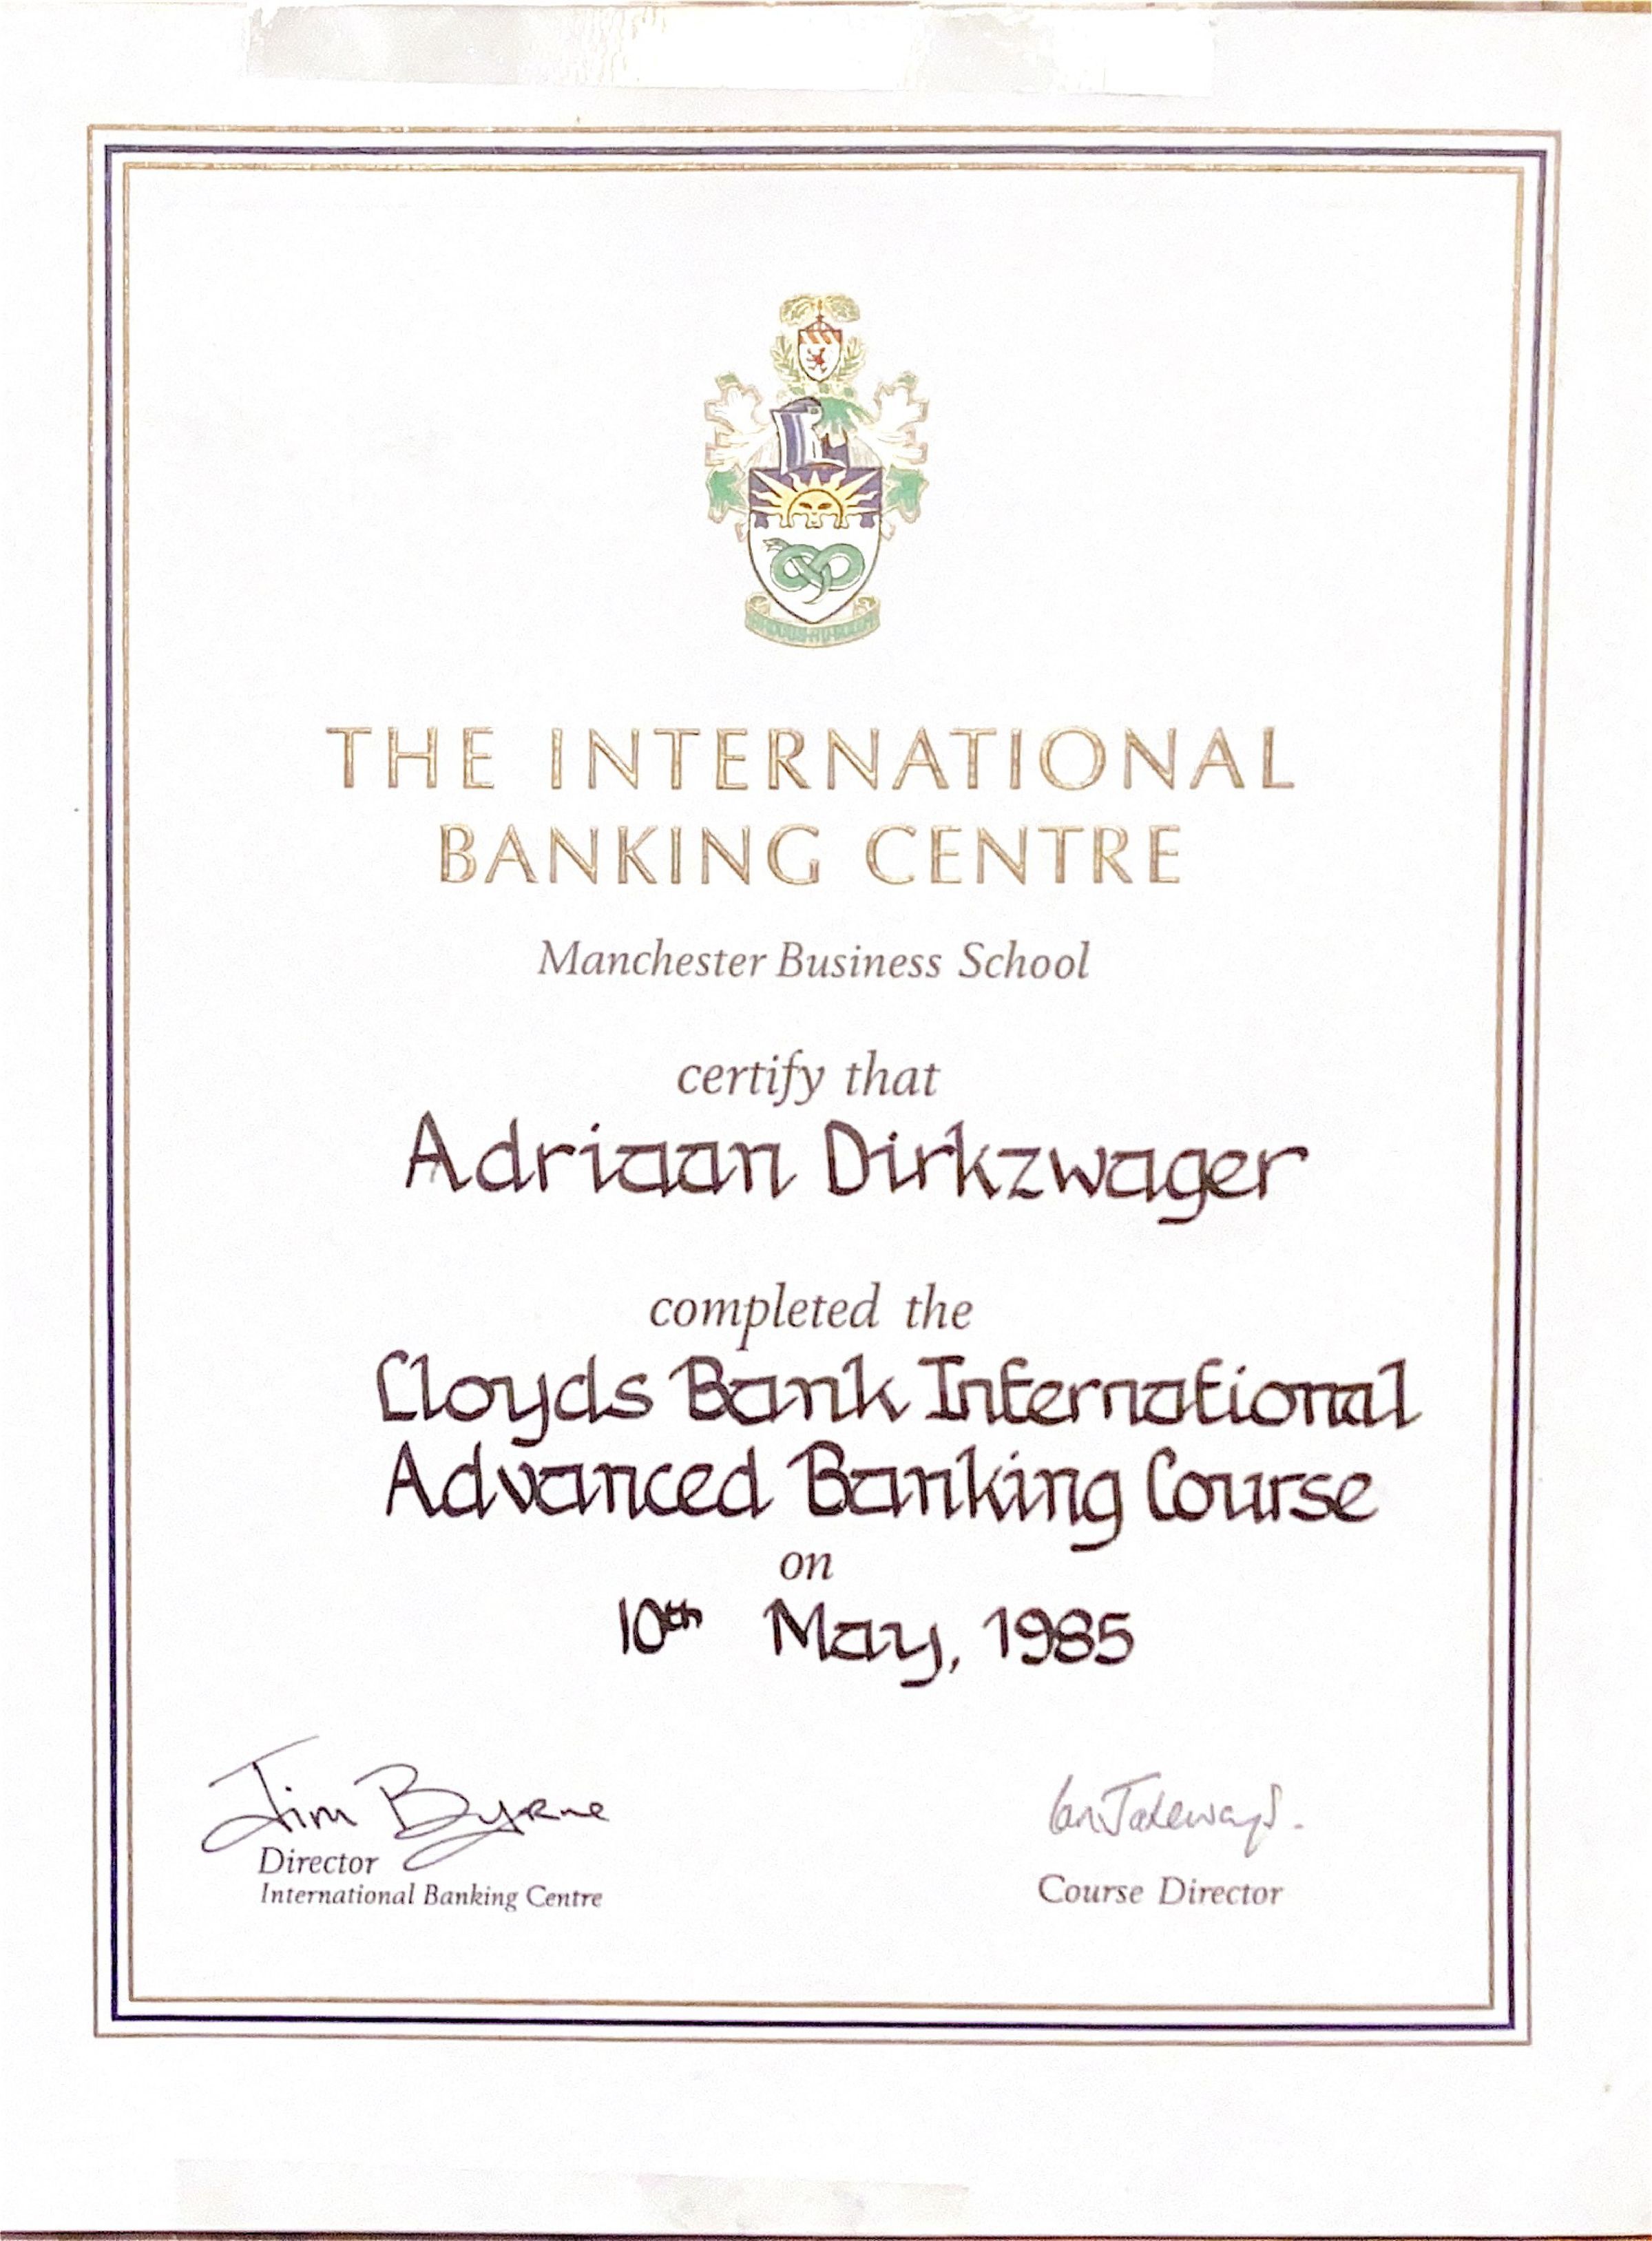 THE INTERNATIONAL
BANKING CENTRE
Manchester Business School
certify that
Adriaan Dirkzwager
completed the
Lloyds Bank International
Advanced Banking Course
on
10th May, 1985
Jim Byrne
Director
International Banking Centre
Course Director